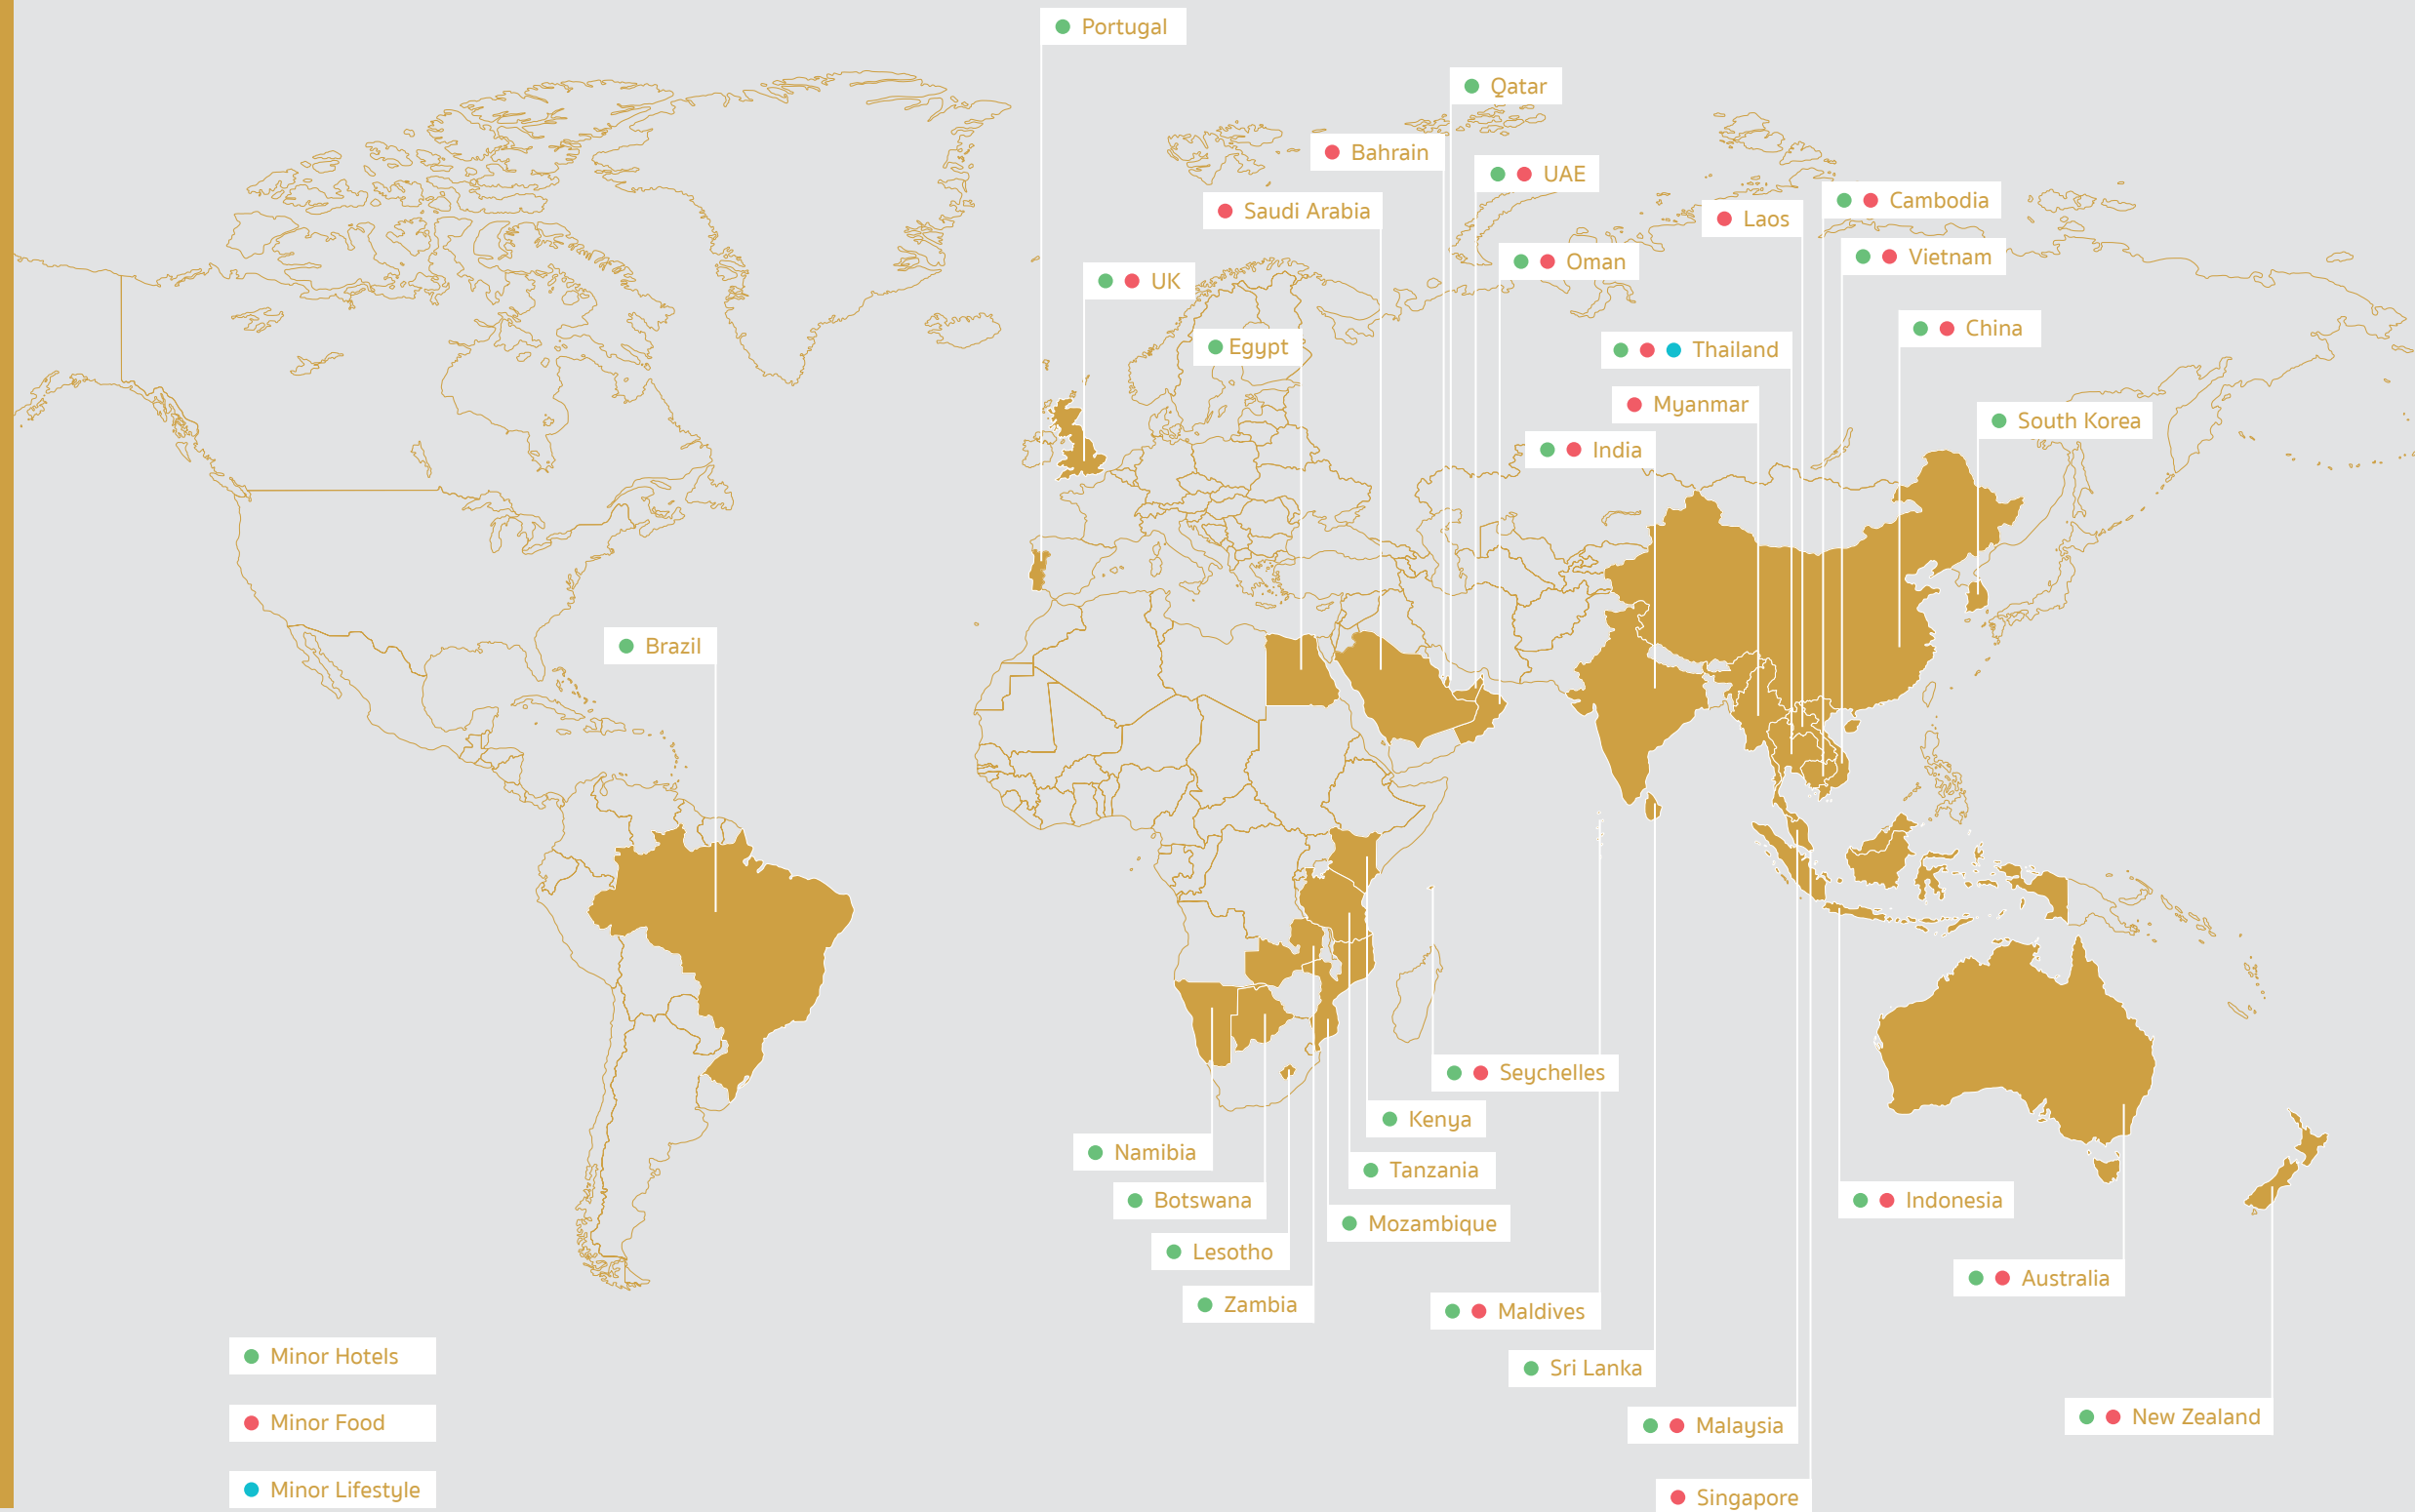 Portugal
Qatar
Bahrain
UAE
Saudi Arabia
Cambodia
Laos
Vietnam
Oman
UK
China
Egypt
Thailand
Myanmar
South Korea
India
Brazil
Seychelles
Kenya
Namibia
Tanzania
Botswana
Indonesia
Mozambique
Lesotho
Australia
Zambia
Maldives
Minor Hotels
Sri Lanka
New Zealand
Minor Food
Malaysia
Minor Lifestyle
Singapore